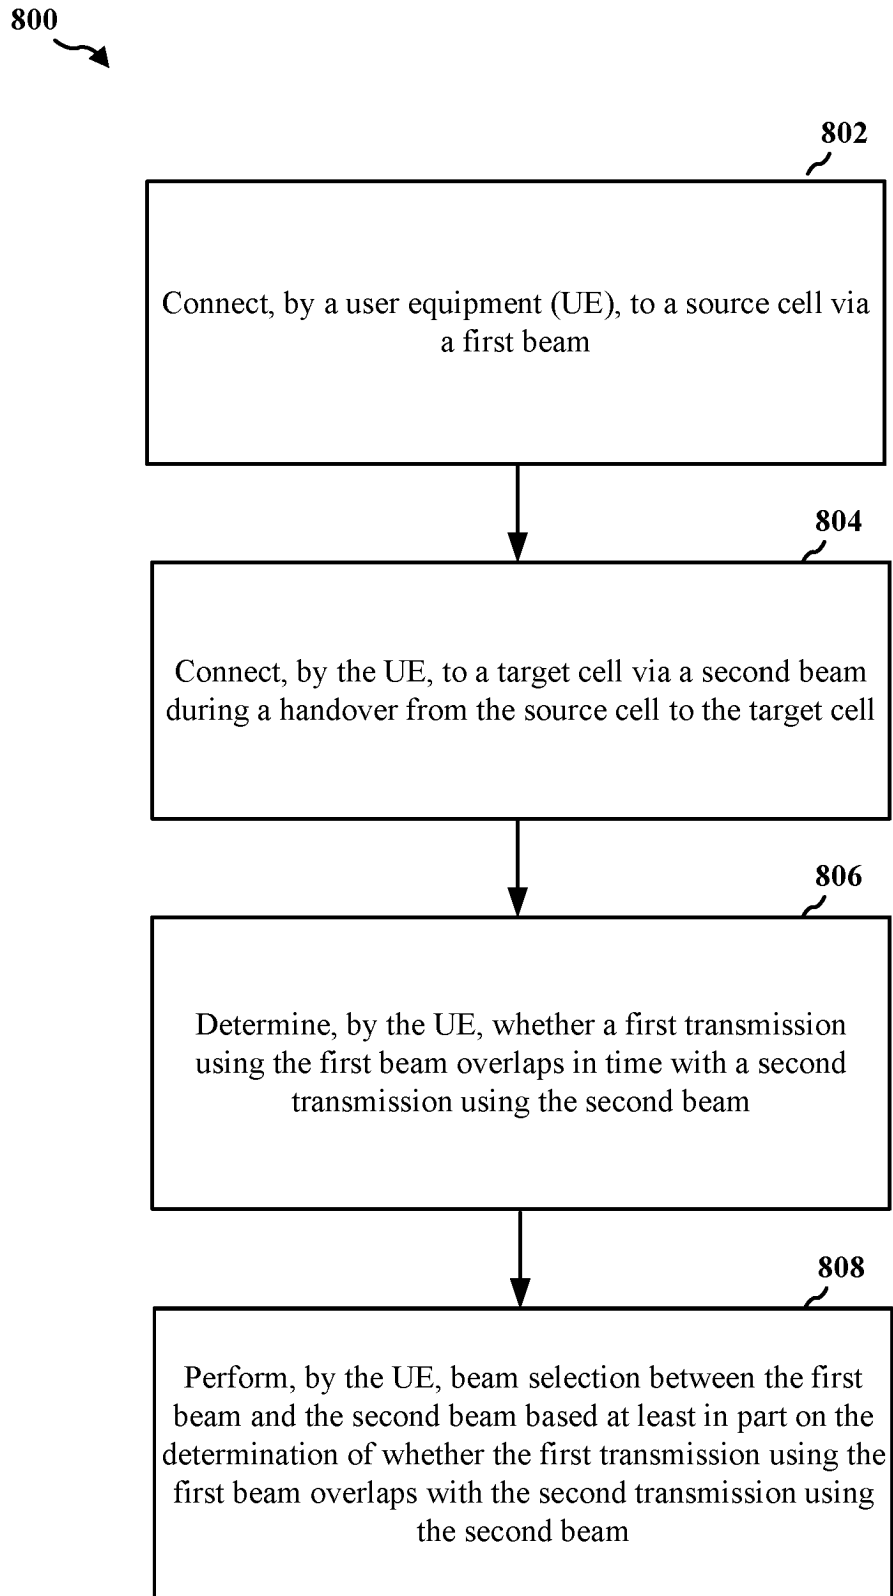 800
802
Connect, by a user equipment (UE), to a source cell via
a first beam
804
Connect, by the UE, to a target cell via a second beam
during a handover from the source cell to the target cell
806
Determine, by the UE, whether a first transmission
using the first beam overlaps in time with a second
transmission using the second beam
808
Perform, by the UE, beam selection between the first
beam and the second beam based at least in part on the
determination of whether the first transmission using the
first beam overlaps with the second transmission using
the second beam